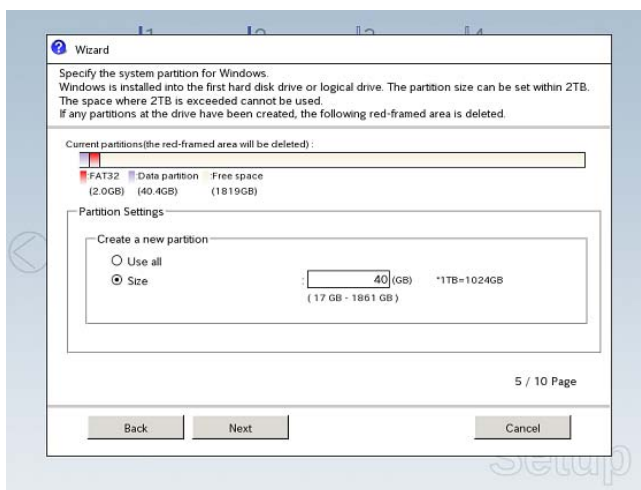 Wizard
Specify the system partition for Windows.
Windows is installed into the first hard disk drive or logical drive. The partition size can be set within 2TB.
The space where 2TB is exceeded cannot be used.
If any partitions at the drive have been created, the following red-framed area is deleted.
Current partitions(the red-framed area will be deleted) :
:FAT32 :Data partition :Free space
(2.0GB) (40.4GB) (1819GB)
Partition Settings
Create a new partition
Use all
Size : 40 (GB) *1TB=1024GB
( 17 GB - 1861 GB )
5 / 10 Page
Back Next Cancel
Setup